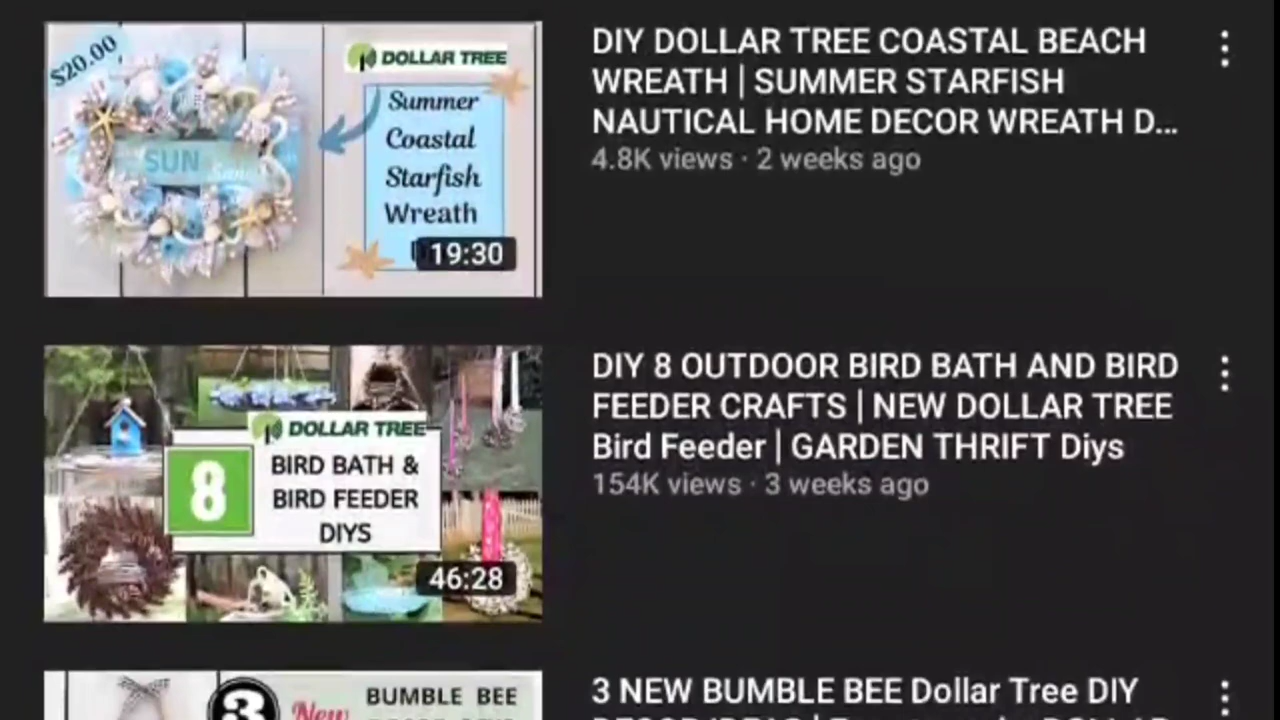 $20.00
DOLLAR TREE
Summer
Coastal
Starfish
Wreath
SUN
Sand
19:30
DIY DOLLAR TREE COASTAL BEACH
WREATH | SUMMER STARFISH
NAUTICAL HOME DECOR WREATH D...
4.8K views · 2 weeks ago
DOLLAR TREE
8
BIRD BATH &
BIRD FEEDER
DIYS
46:28
DIY 8 OUTDOOR BIRD BATH AND BIRD
FEEDER CRAFTS | NEW DOLLAR TREE
Bird Feeder | GARDEN THRIFT Diys
154K views · 3 weeks ago
3
New
BUMBLE BEE
3 NEW BUMBLE BEE Dollar Tree DIY